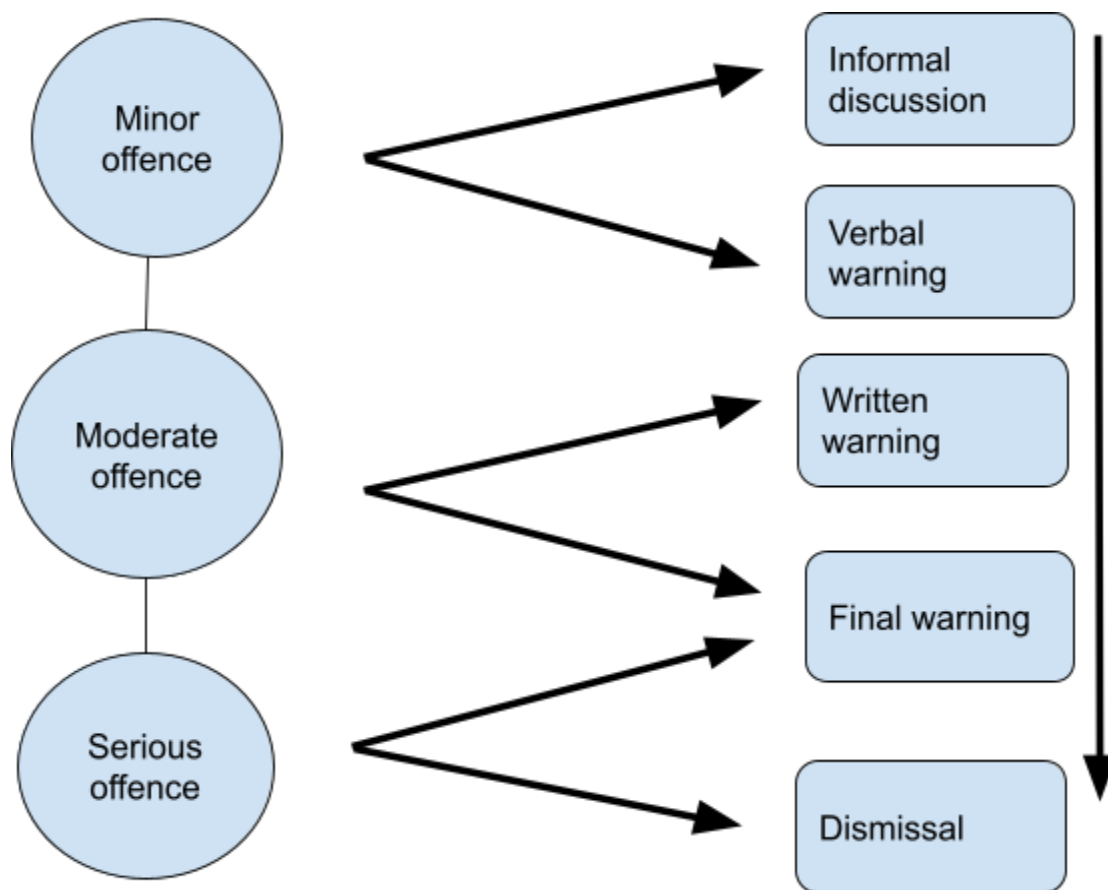 Minor
offence
Informal
discussion
Verbal
warning
Moderate
offence
Written
warning
Final warning
Serious
offence
Dismissal